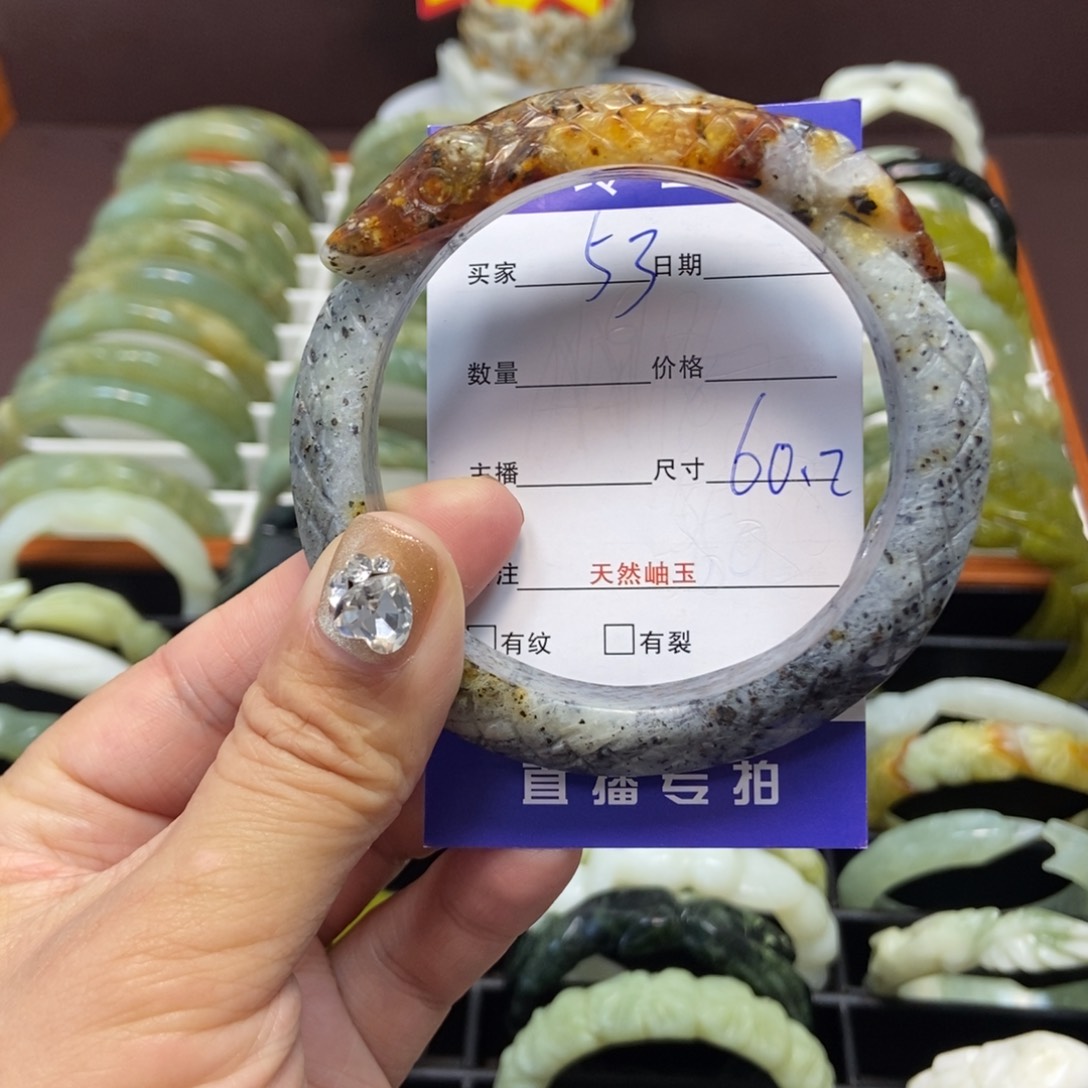 买家 53 日期
数量 价格
主播 尺寸 60.2
注 天然岫玉
□有纹 □有裂
直播专拍